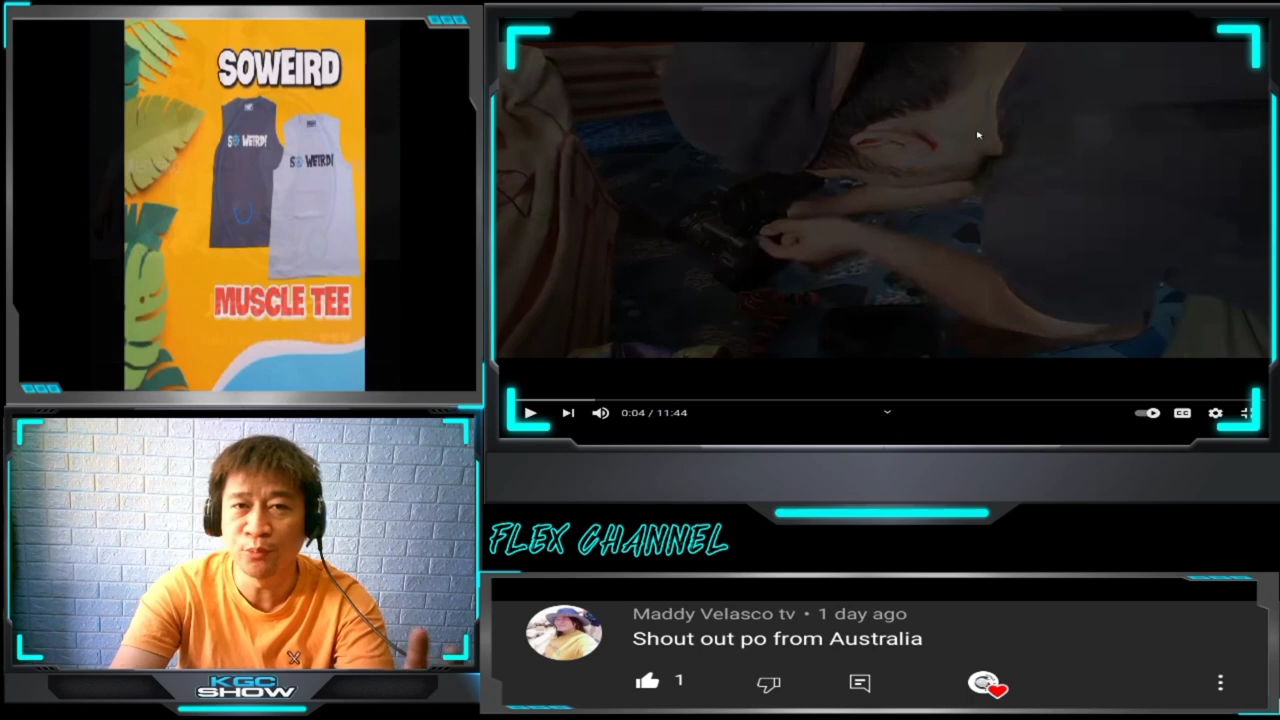 SOWEIRD
SO WEIRD!
SO WEIRD!
MUSCLE TEE
0:04 / 11:44
CC
FLEX CHANNEL
Maddy Velasco tv • 1 day ago
Shout out po from Australia
1
KGC
SHOW